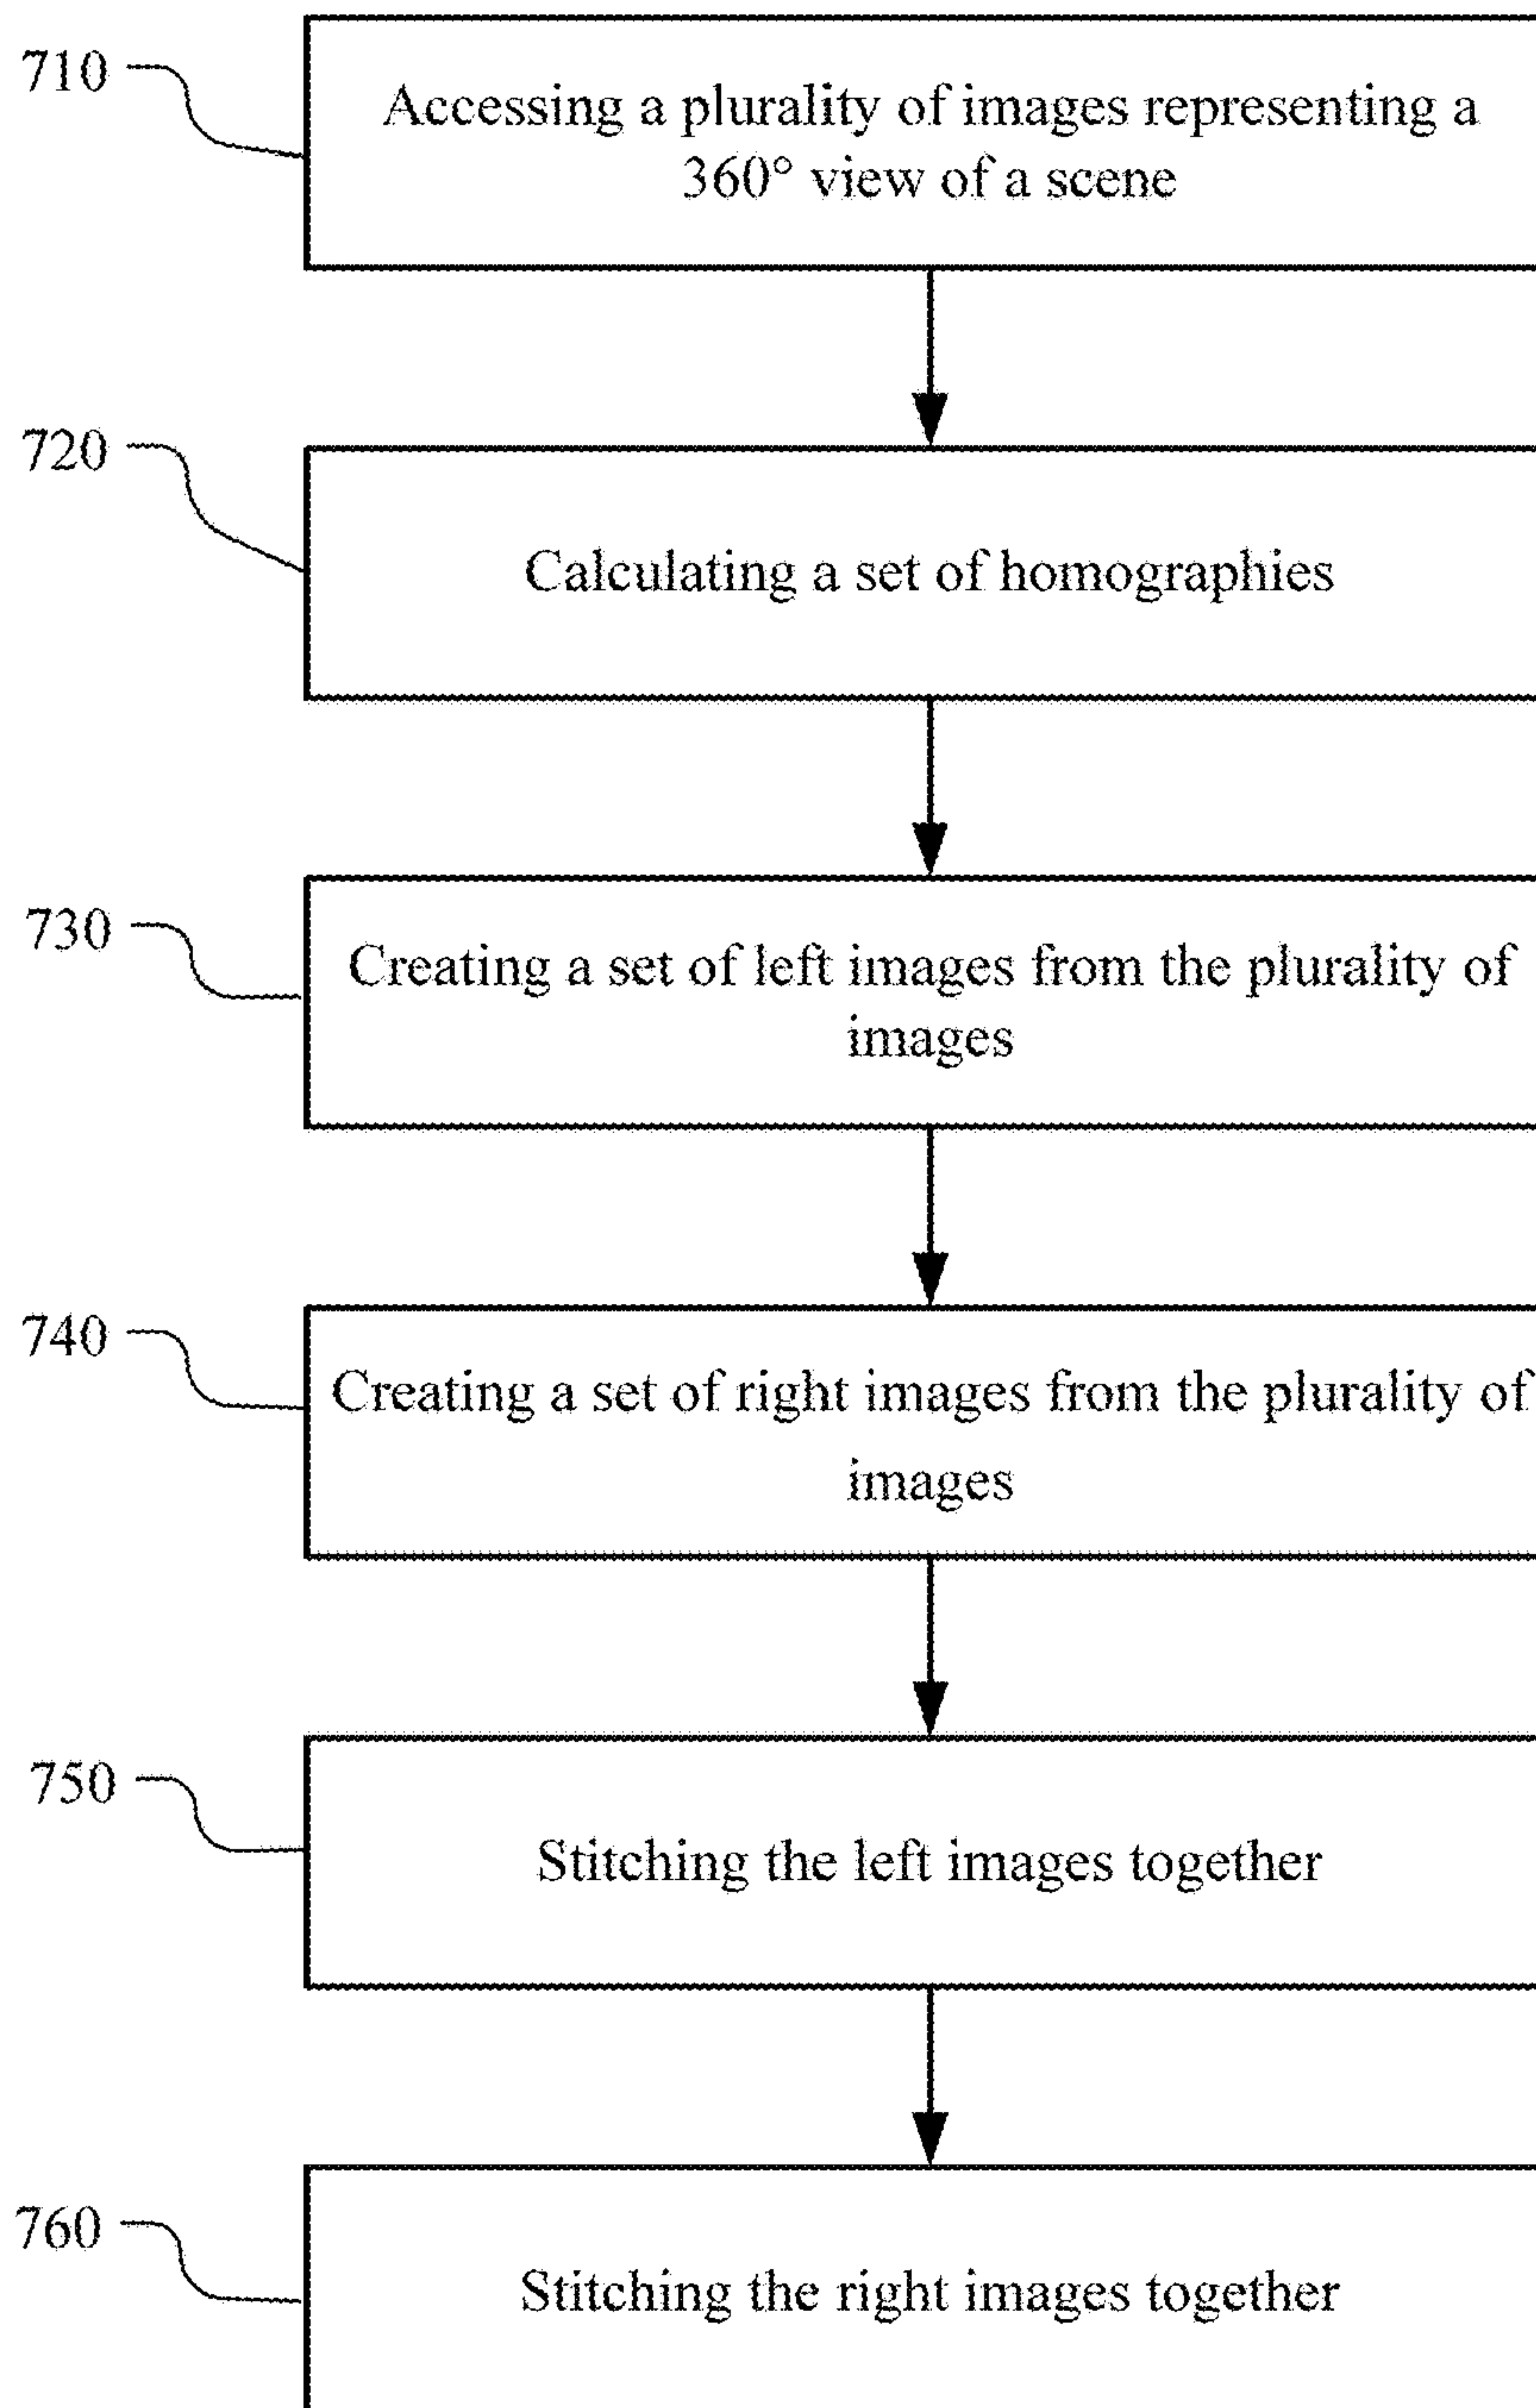 710
Accessing a plurality of images representing a
360° view of a scene
720
Calculating a set of homographies
730
Creating a set of left images from the plurality of
images
740
Creating a set of right images from the plurality of
images
750
Stitching the left images together
760
Stitching the right images together